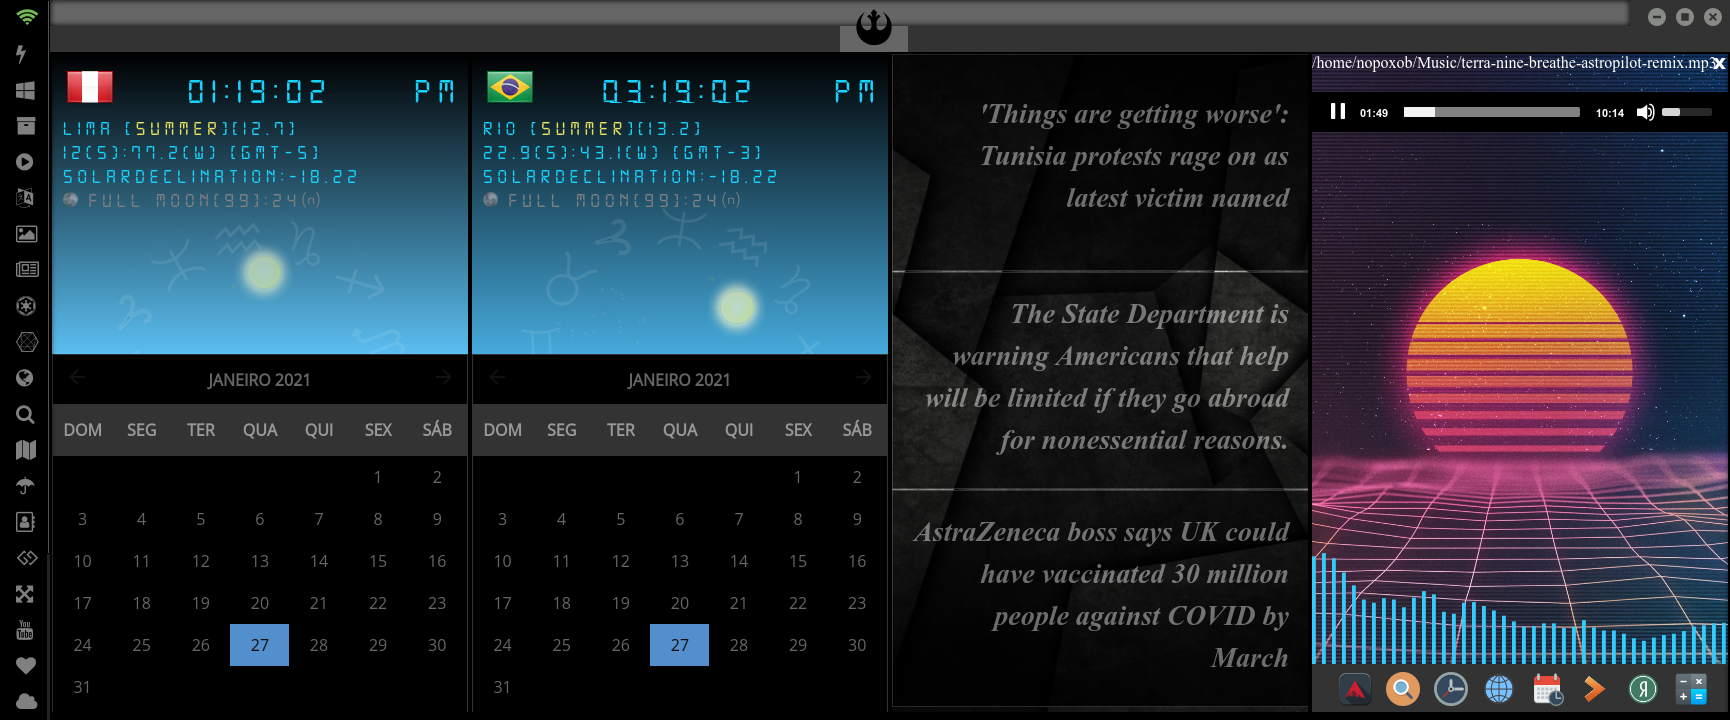 01:19:02 PM
LIMA [SUMMER][12.7]
12(S):77.2(W) [GMT-5]
SOLARDECLINATION:-18.22
FULL MOON[99]:24(n)
JANEIRO 2021
DOM SEG TER QUA QUI SEX SÁB
1 2
3 4 5 6 7 8 9
10 11 12 13 14 15 16
17 18 19 20 21 22 23
24 25 26 27 28 29 30
31
03:19:02 PM
RIO [SUMMER][13.2]
22.9(S):43.1(W) [GMT-3]
SOLARDECLINATION:-18.22
FULL MOON[99]:24(n)
JANEIRO 2021
DOM SEG TER QUA QUI SEX SÁB
1 2
3 4 5 6 7 8 9
10 11 12 13 14 15 16
17 18 19 20 21 22 23
24 25 26 27 28 29 30
31
'Things are getting worse':
Tunisia protests rage on as
latest victim named
The State Department is
warning Americans that help
will be limited if they go abroad
for nonessential reasons.
AstraZeneca boss says UK could
have vaccinated 30 million
people against COVID by
March
/home/nopoxob/Music/terra-nine-breathe-astropilot-remix.mp3
01:49 10:14
You Tube
Я